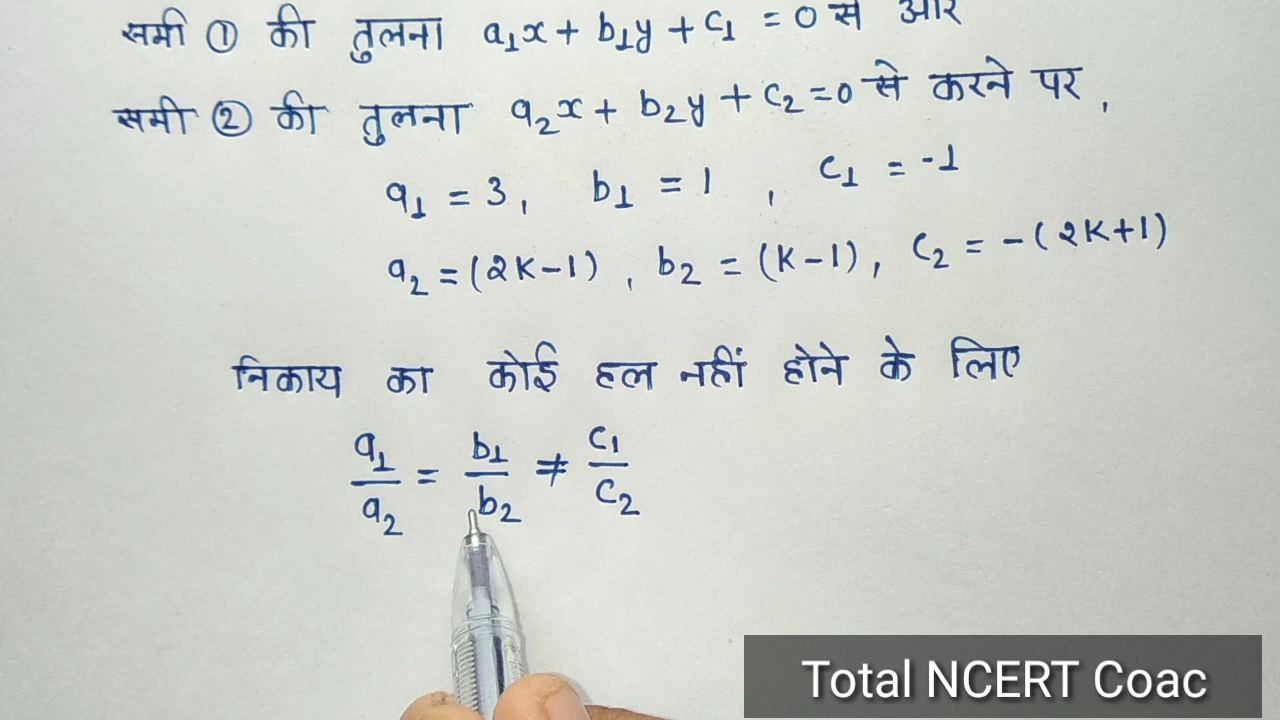 समी ① की तुलना a₁x + b₁y + c₁ = 0 से और
समी ② की तुलना a₂x + b₂y + c₂ = 0 से करने पर,
a₁ = 3, b₁ = 1, c₁ = -1
a₂ = (2K-1), b₂ = (K-1), c₂ = -(2K+1)
निकाय का कोई हल नहीं होने के लिए
a₁/a₂ = b₁/b₂ ≠ c₁/c₂
Total NCERT Coac